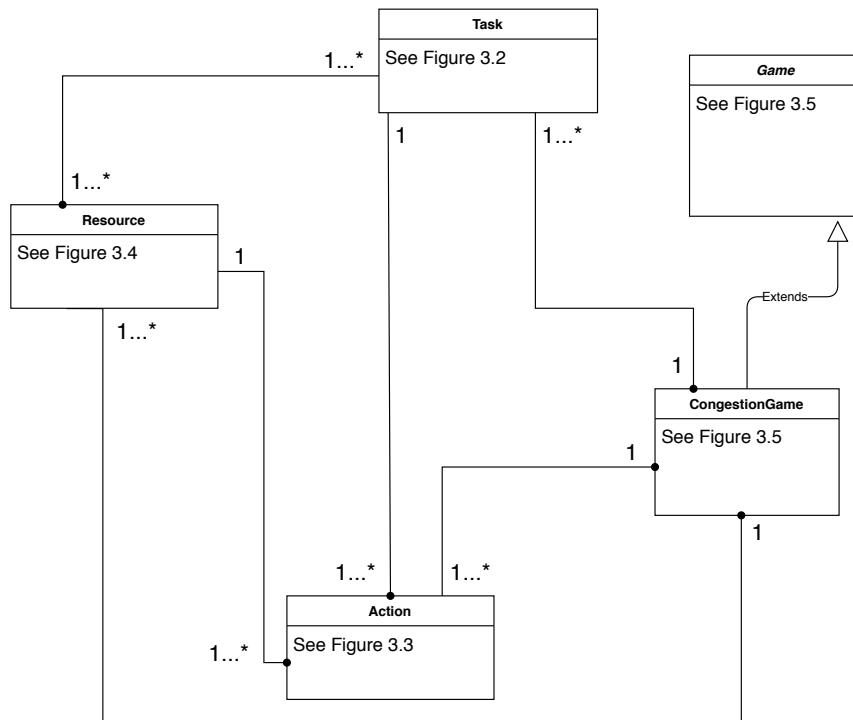 Task
See Figure 3.2
1...*
Game
See Figure 3.5
1
1...*
1...*
Resource
See Figure 3.4
1
1...*
Extends
1
CongestionGame
See Figure 3.5
1
1
1...*
1...*
Action
See Figure 3.3
1...*